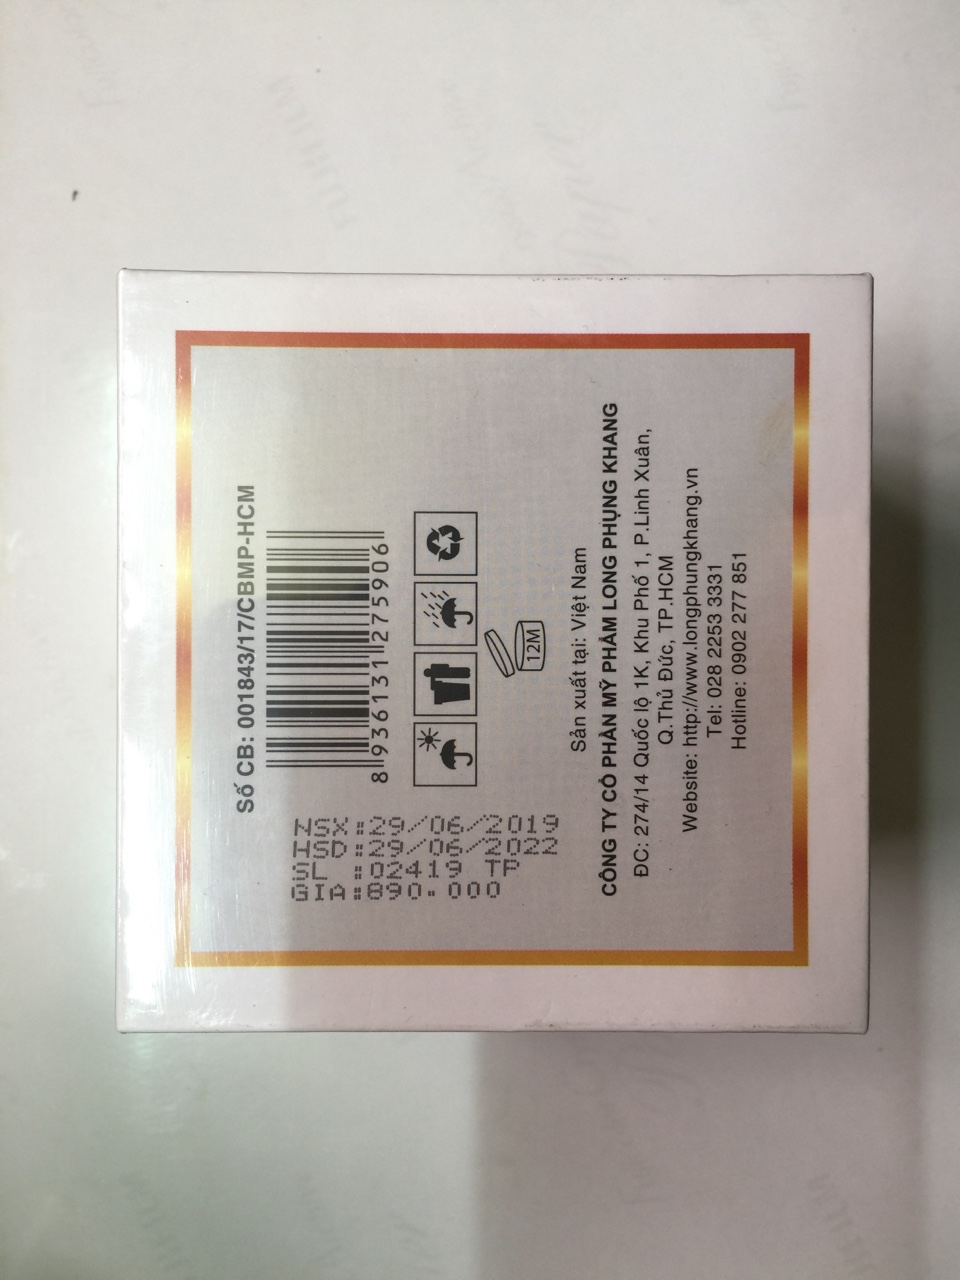 Số CB: 001843/17/CBMP-HCM
8 936131 275906
12M
Sản xuất tại: Việt Nam
CÔNG TY CỔ PHẦN MỸ PHẨM LONG PHỤNG KHANG
ĐC: 274/14 Quốc lộ 1K, Khu Phố 1, P.Linh Xuân,
Q.Thủ Đức, TP.HCM
Website: http://www.longphungkhang.vn
Tel: 028 2253 3331
Hotline: 0902 277 851
NSX:29/06/2019
HSD:29/06/2022
SL :02419 TP
GIA:890.000